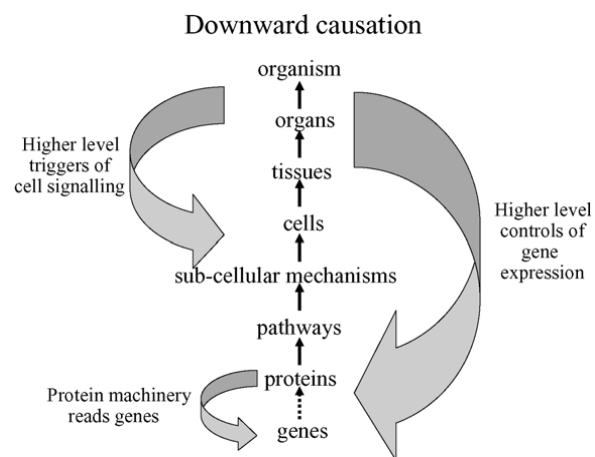 Downward causation
organism
organs
Higher level
triggers of
cell signalling
tissues
cells
Higher level
controls of
gene
expression
sub-cellular mechanisms
pathways
proteins
Protein machinery
reads genes
genes